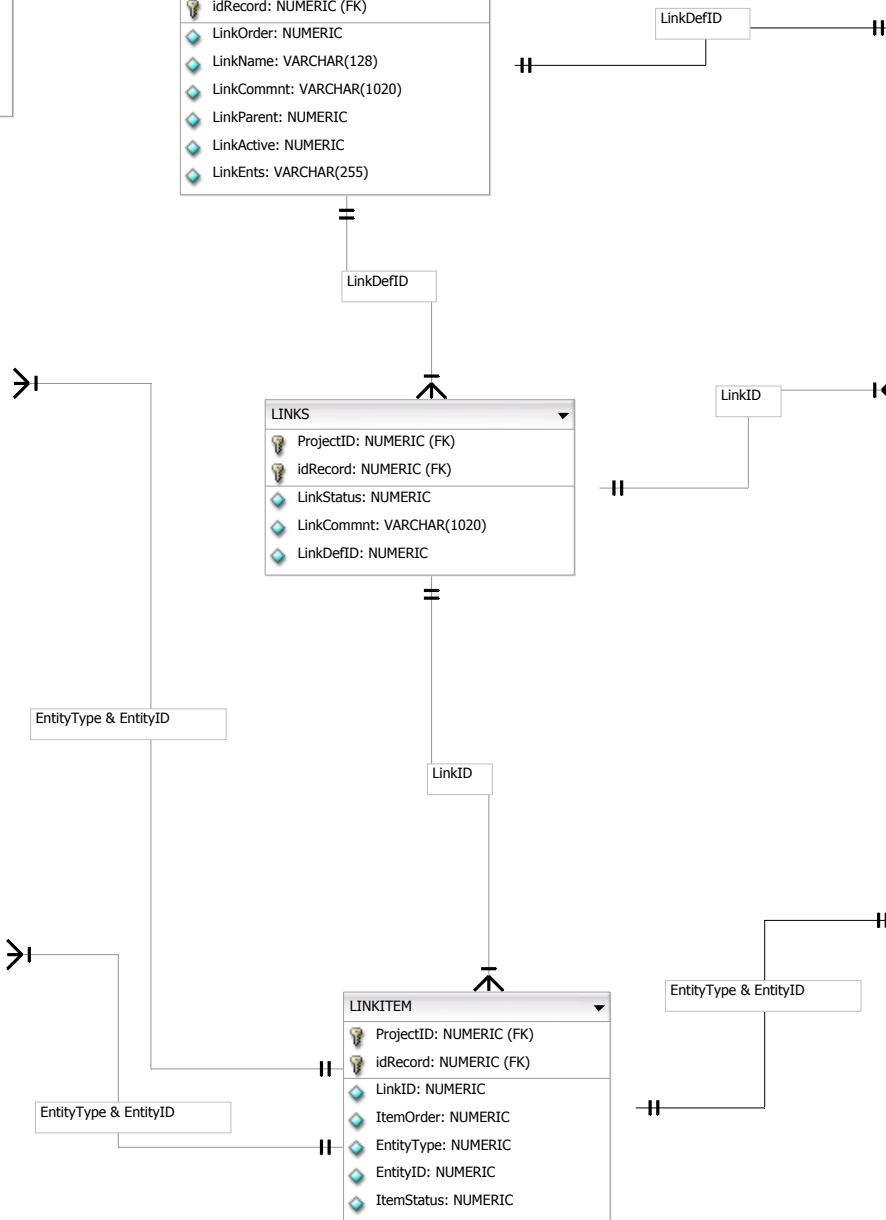 idRecord: NUMERIC (FK)
LinkOrder: NUMERIC
LinkName: VARCHAR(128)
LinkCommnt: VARCHAR(1020)
LinkParent: NUMERIC
LinkActive: NUMERIC
LinkEnts: VARCHAR(255)
LinkDefID
LinkDefID
LinkID
LINKS
ProjectID: NUMERIC (FK)
idRecord: NUMERIC (FK)
LinkStatus: NUMERIC
LinkCommnt: VARCHAR(1020)
LinkDefID: NUMERIC
EntityType & EntityID
LinkID
EntityType & EntityID
LINKITEM
ProjectID: NUMERIC (FK)
idRecord: NUMERIC (FK)
LinkID: NUMERIC
ItemOrder: NUMERIC
EntityType: NUMERIC
EntityID: NUMERIC
ItemStatus: NUMERIC
EntityType & EntityID